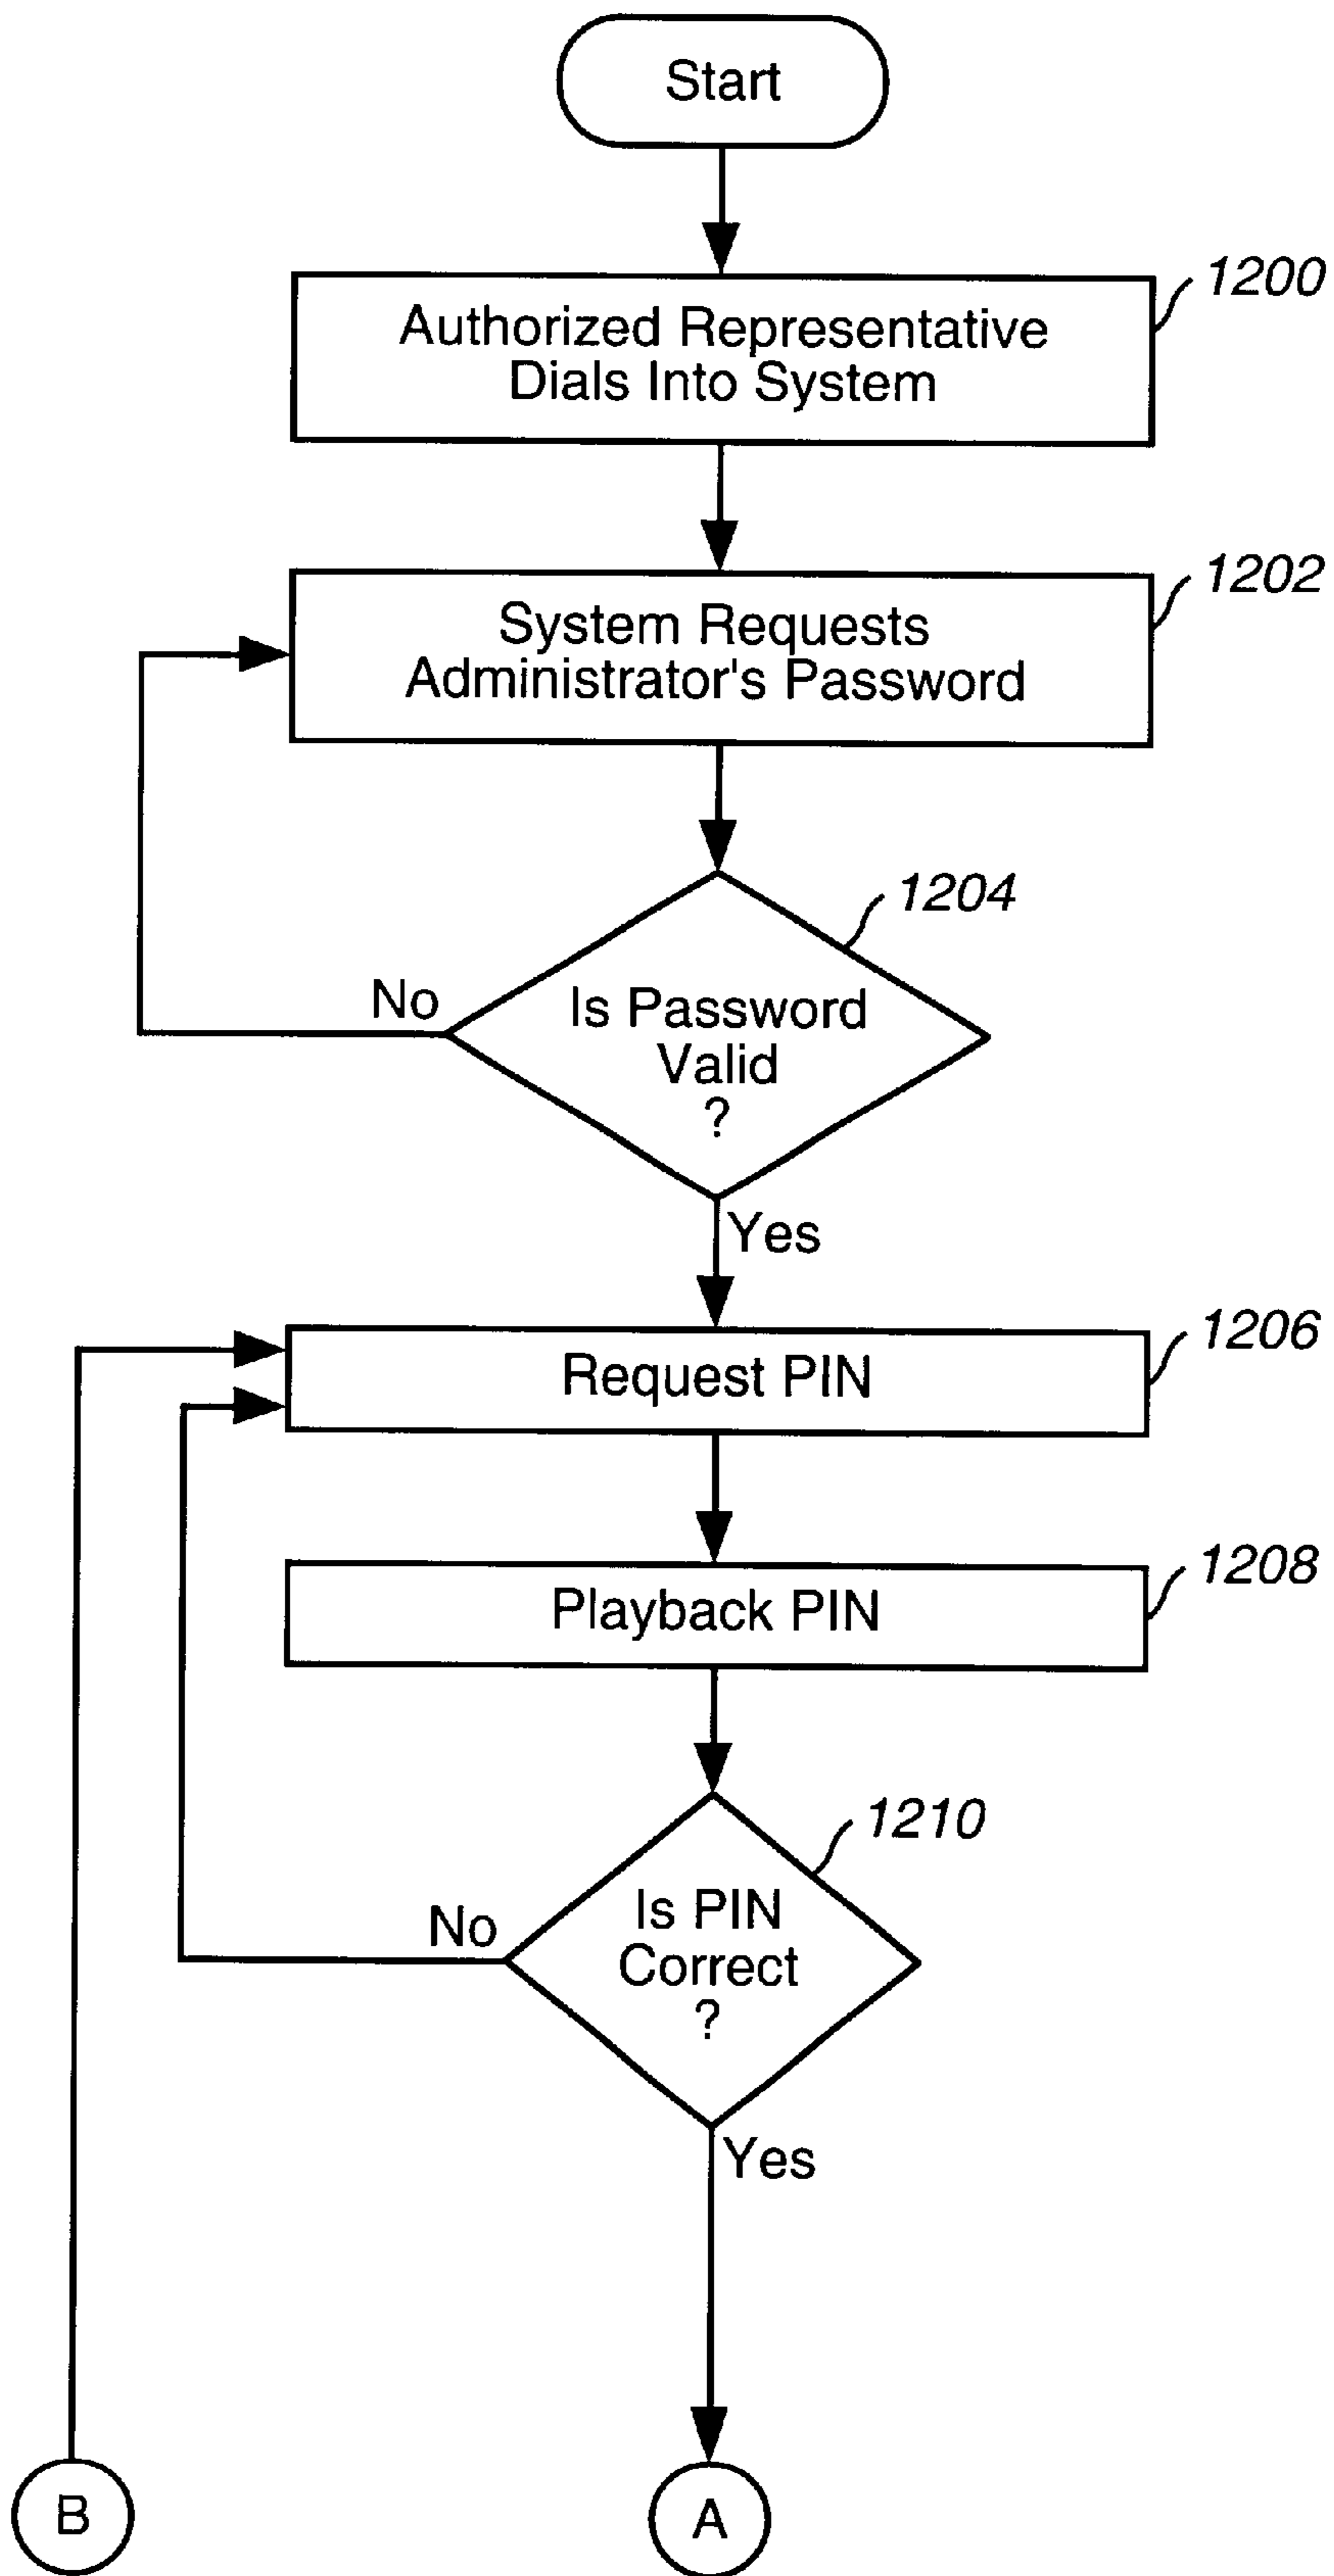 Start
1200
Authorized Representative
Dials Into System
1202
System Requests
Administrator's Password
1204
No
Is Password
Valid
?
Yes
1206
Request PIN
1208
Playback PIN
1210
No
Is PIN
Correct
?
Yes
B
A